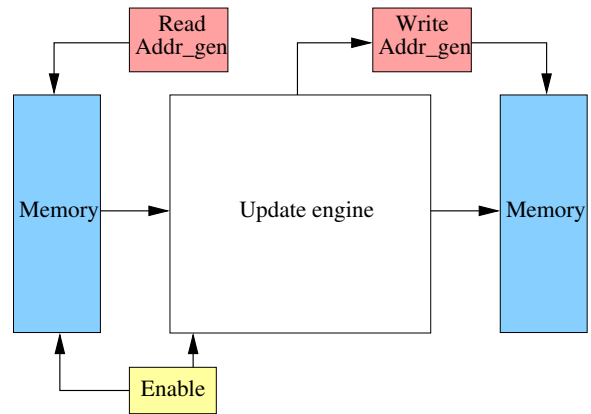 Read
Addr_gen
Write
Addr_gen
Memory
Update engine
Memory
Enable